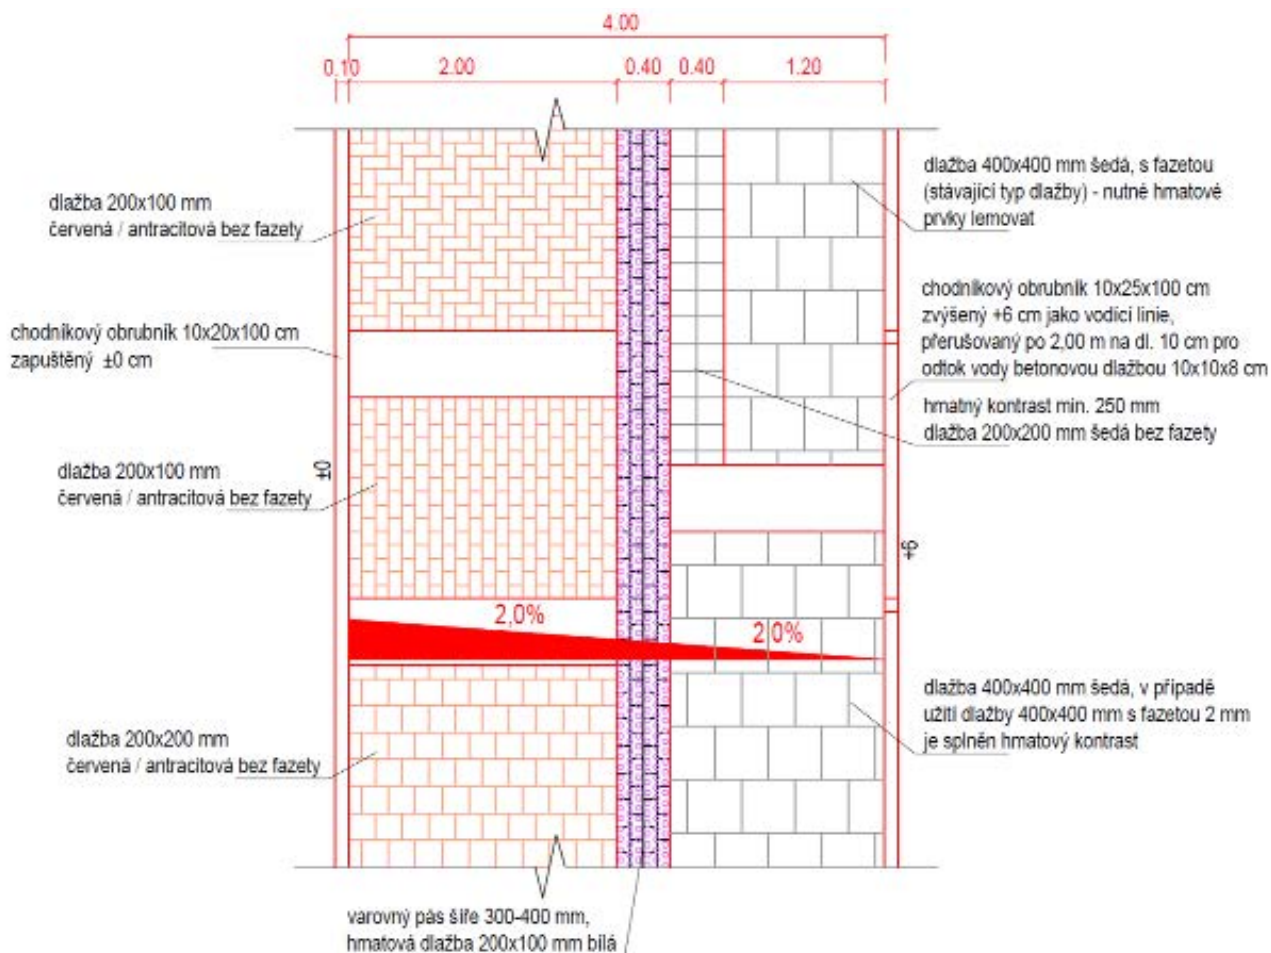 4.00
0.10 2.00 0.40 0.40 1.20
dlažba 400x400 mm šedá, s fazetou
(stávající typ dlažby) - nutné hmatové
prvky lemovat
dlažba 200x100 mm
červená / antracitová bez fazety
chodníkový obrubník 10x25x100 cm
zvýšený +6 cm jako vodící linie,
přerušovaný po 2,00 m na dl. 10 cm pro
odtok vody betonovou dlažbou 10x10x8 cm
chodníkový obrubník 10x20x100 cm
zapuštěný ±0 cm
hmatný kontrast min. 250 mm
dlažba 200x200 mm šedá bez fazety
dlažba 200x100 mm
červená / antracitová bez fazety
±0
+6
2,0%
2,0%
dlažba 400x400 mm šedá, v případě
užití dlažby 400x400 mm s fazetou 2 mm
je splněn hmatový kontrast
dlažba 200x200 mm
červená / antracitová bez fazety
varovný pás šíře 300-400 mm,
hmatová dlažba 200x100 mm bílá